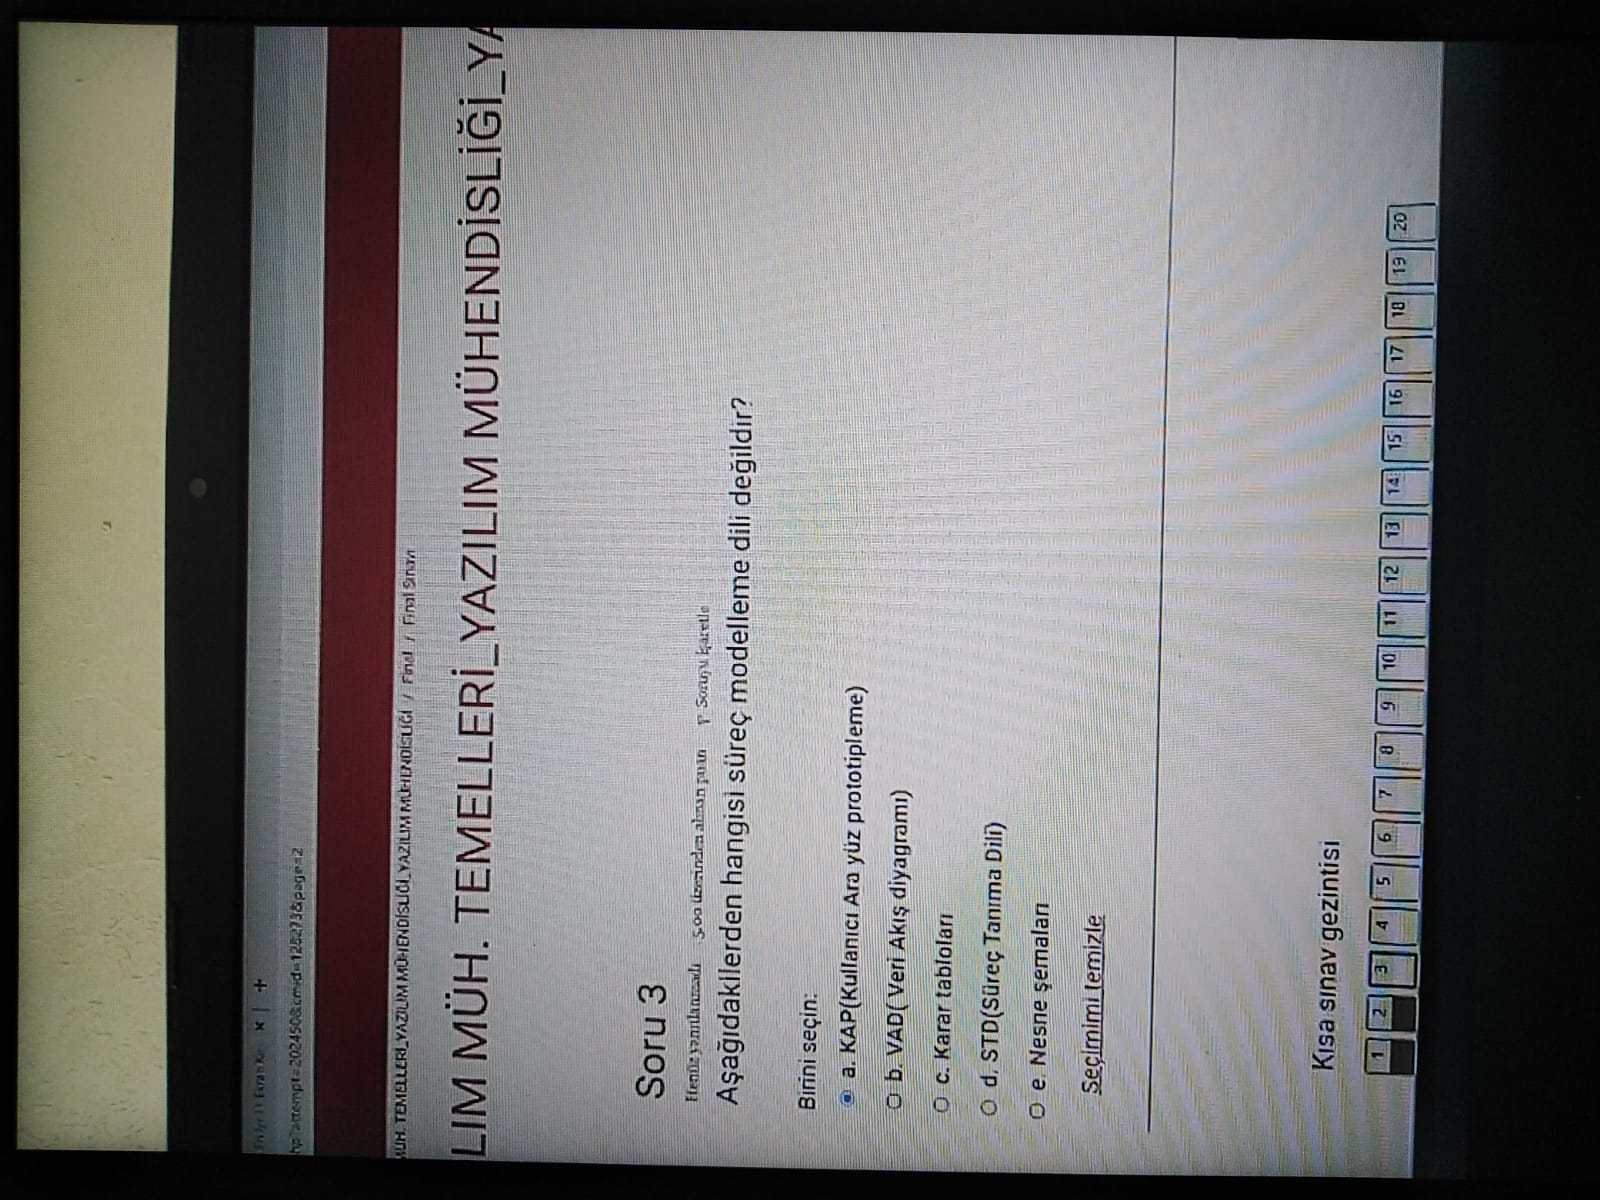 hp?attempt=202450&cmid=128273&page=2
MÜH. TEMELLERİ_YAZILIM MÜHENDİSLİĞİ_YAZILIM MÜHENDİSLİĞİ / Final / Final Sınavı
LIM MÜH. TEMELLERİ_YAZILIM MÜHENDİSLİĞİ_YA
Soru 3
Henüz yanıtlanmadı 5,00 üzerinden alınan puan Soruyu işaretle
Aşağıdakilerden hangisi süreç modelleme dili değildir?
Birini seçin:
a. KAP(Kullanıcı Ara yüz prototipleme)
b. VAD( Veri Akış diyagramı)
c. Karar tabloları
d. STD(Süreç Tanıma Dili)
e. Nesne şemaları
Seçimimi temizle
Kısa sınav gezintisi
1 2 3 4 5 6 7 8 9 10 11 12 13 14 15 16 17 18 19 20